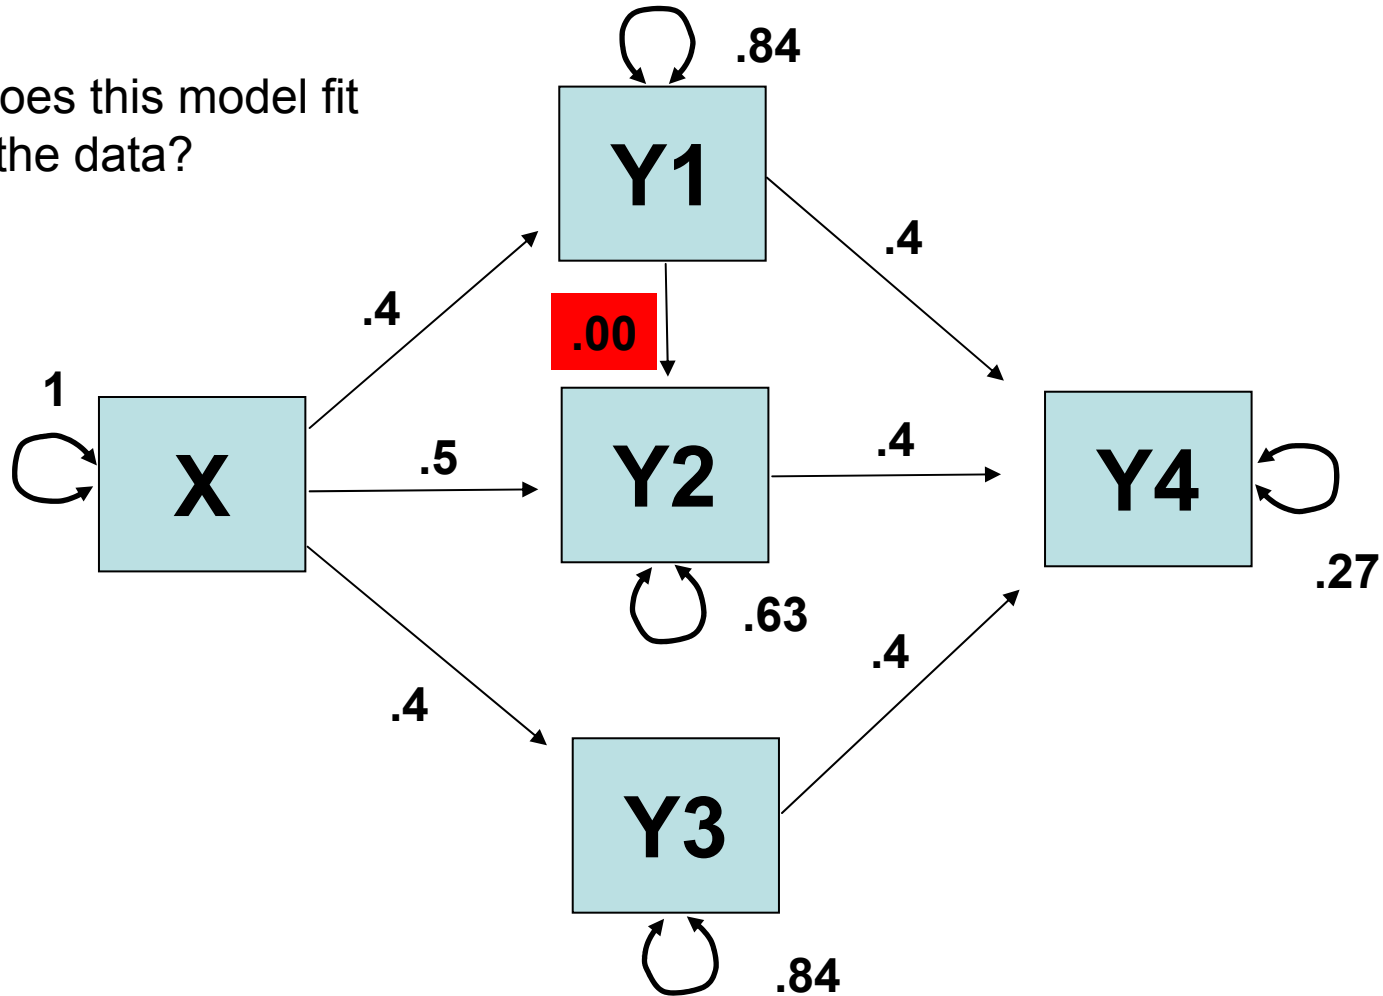 oes this model fit
the data?
.84
Y1
.4
.4
.00
1
X
.5
Y2
.4
Y4
.27
.63
.4
.4
Y3
.84